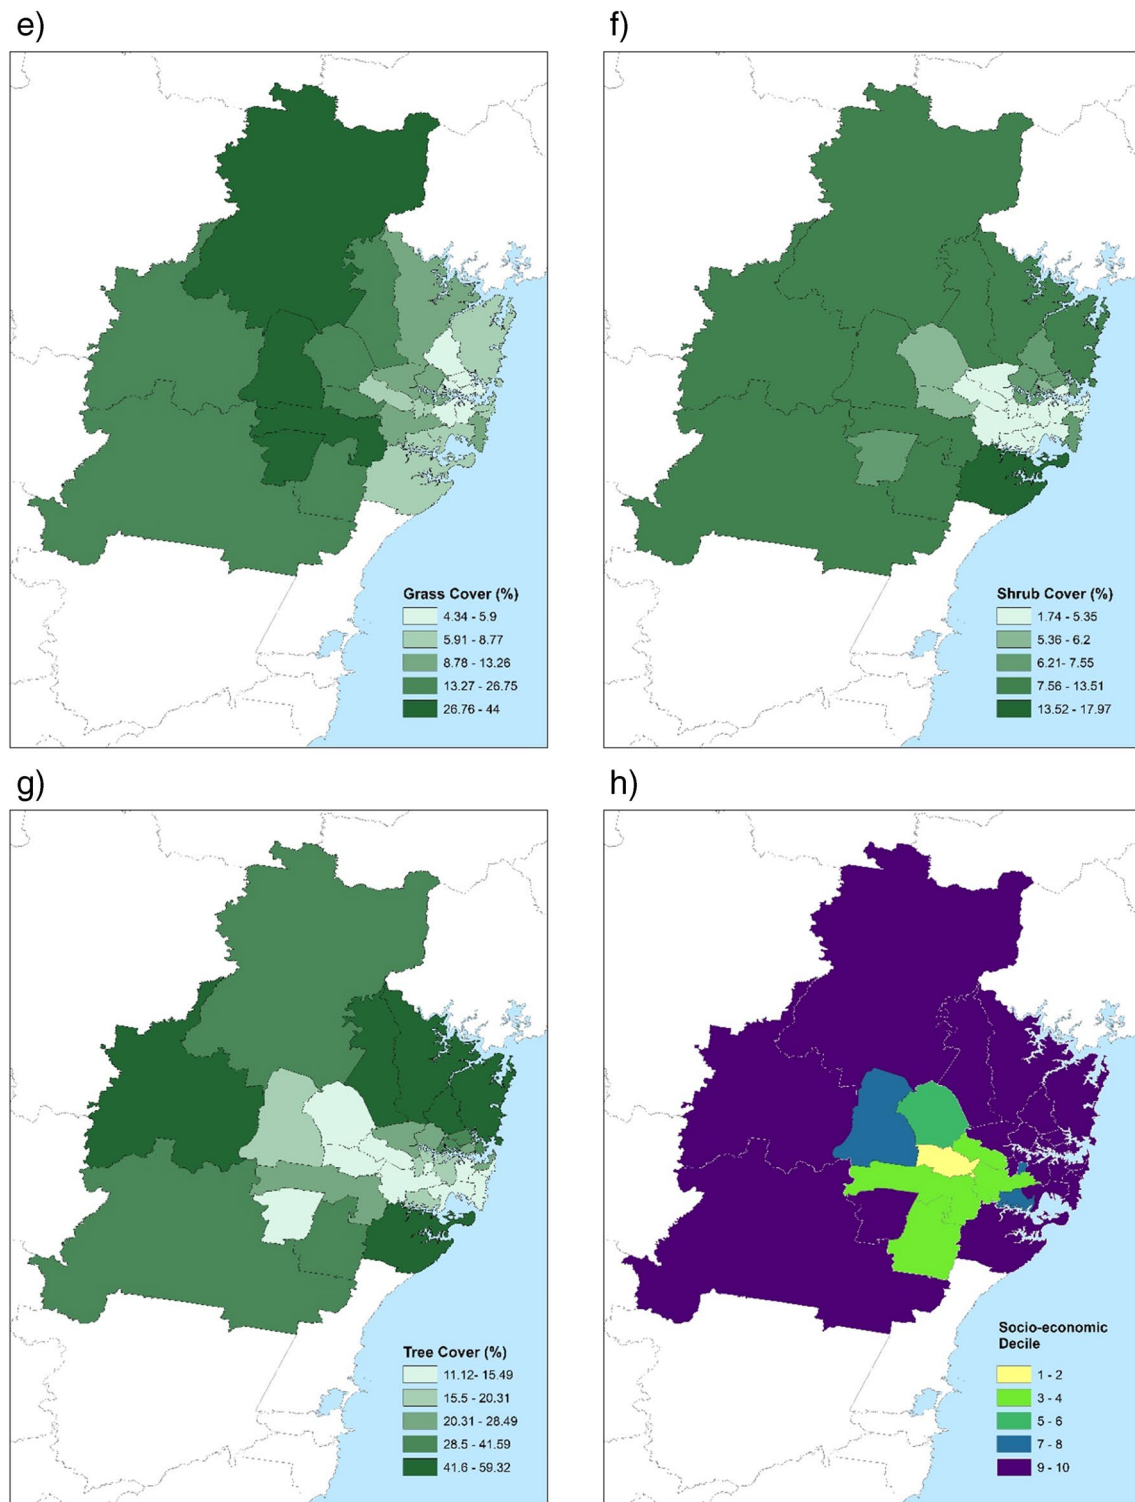 e)
f)
Grass Cover (%)
4.34 - 5.9
5.91 - 8.77
8.78 - 13.26
13.27 - 26.75
26.76 - 44
Shrub Cover (%)
1.74 - 5.35
5.36 - 6.2
6.21- 7.55
7.56 - 13.51
13.52 - 17.97
g)
h)
Tree Cover (%)
11.12- 15.49
15.5 - 20.31
20.31 - 28.49
28.5 - 41.59
41.6 - 59.32
Socio-economic
Decile
1 - 2
3 - 4
5 - 6
7 - 8
9 - 10